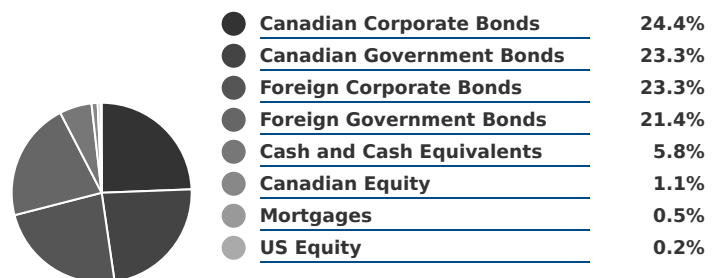 Canadian Corporate Bonds 24.4%
Canadian Government Bonds 23.3%
Foreign Corporate Bonds 23.3%
Foreign Government Bonds 21.4%
Cash and Cash Equivalents 5.8%
Canadian Equity 1.1%
Mortgages 0.5%
US Equity 0.2%